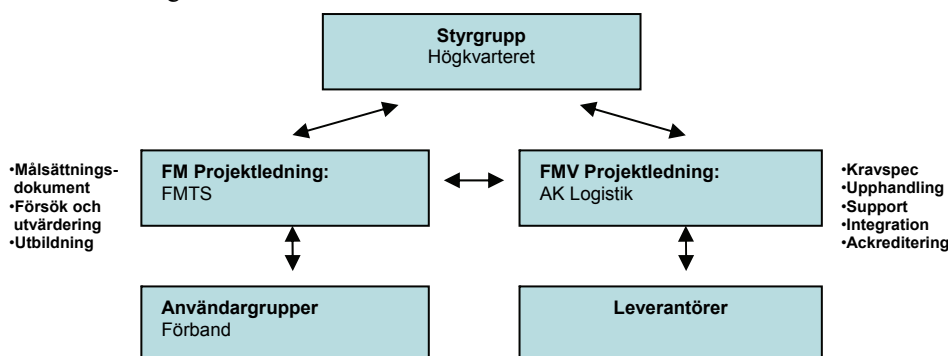 Styrgrupp
Högkvarteret
•Målsättnings-
dokument
•Försök och
utvärdering
•Utbildning
FM Projektledning:
FMTS
FMV Projektledning:
AK Logistik
•Kravspec
•Upphandling
•Support
•Integration
•Ackreditering
Användargrupper
Förband
Leverantörer